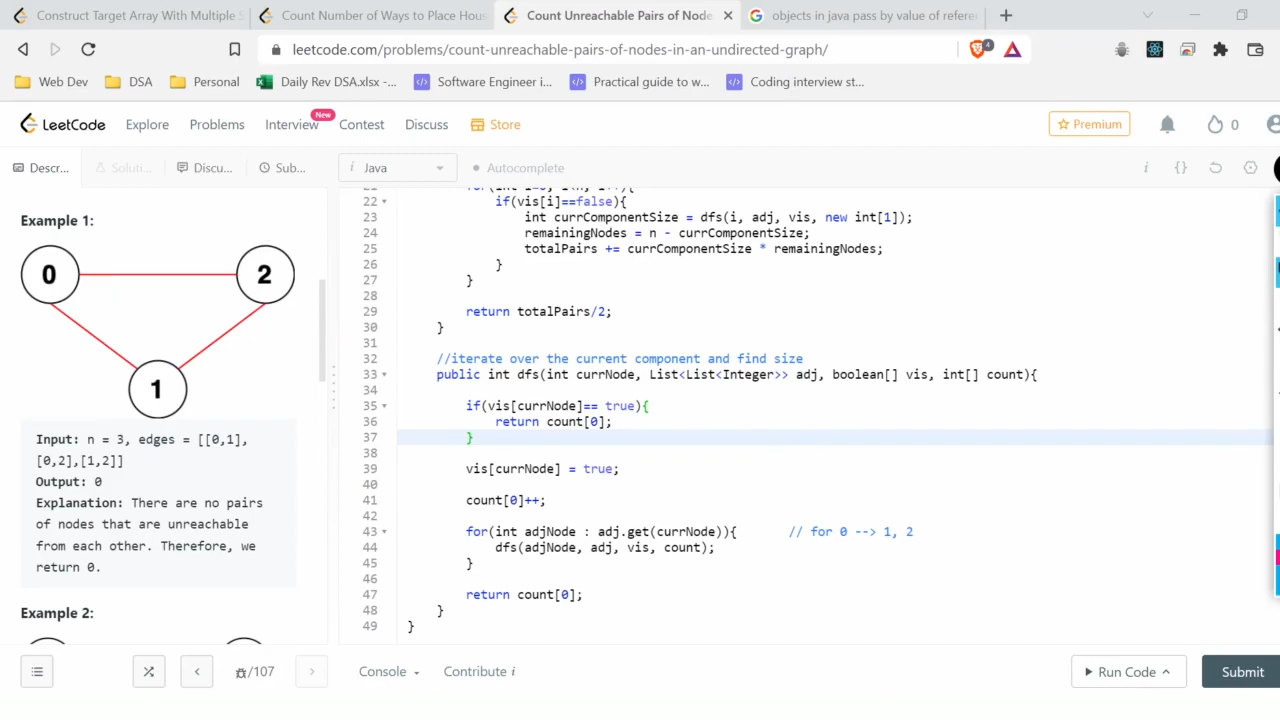 Construct Target Array With Multiple S
Count Number of Ways to Place Hous
Count Unreachable Pairs of Node
objects in java pass by value of refere
leetcode.com/problems/count-unreachable-pairs-of-nodes-in-an-undirected-graph/
4
Web Dev
DSA
Personal
Daily Rev DSA.xlsx -...
Software Engineer i...
Practical guide to w...
Coding interview st...
LeetCode
Explore
Problems
Interview
New
Contest
Discuss
Store
Premium
0
Descr...
Soluti...
Discu...
Sub...
i Java
Autocomplete
i
{}
Example 1:
0
2
1
Input: n = 3, edges = [[0,1],
[0,2],[1,2]]
Output: 0
Explanation: There are no pairs
of nodes that are unreachable
from each other. Therefore, we
return 0.
Example 2:
22 if(vis[i]==false){
23 int currComponentSize = dfs(i, adj, vis, new int[1]);
24 remainingNodes = n - currComponentSize;
25 totalPairs += currComponentSize * remainingNodes;
26 }
27 }
28
29 return totalPairs/2;
30 }
31
32 //iterate over the current component and find size
33 public int dfs(int currNode, List<List<Integer>> adj, boolean[] vis, int[] count){
34
35 if(vis[currNode]== true){
36 return count[0];
37 }
38
39 vis[currNode] = true;
40
41 count[0]++;
42
43 for(int adjNode : adj.get(currNode)){ // for 0 --> 1, 2
44 dfs(adjNode, adj, vis, count);
45 }
46
47 return count[0];
48 }
49 }
/107
Console
Contribute i
Run Code
Submit